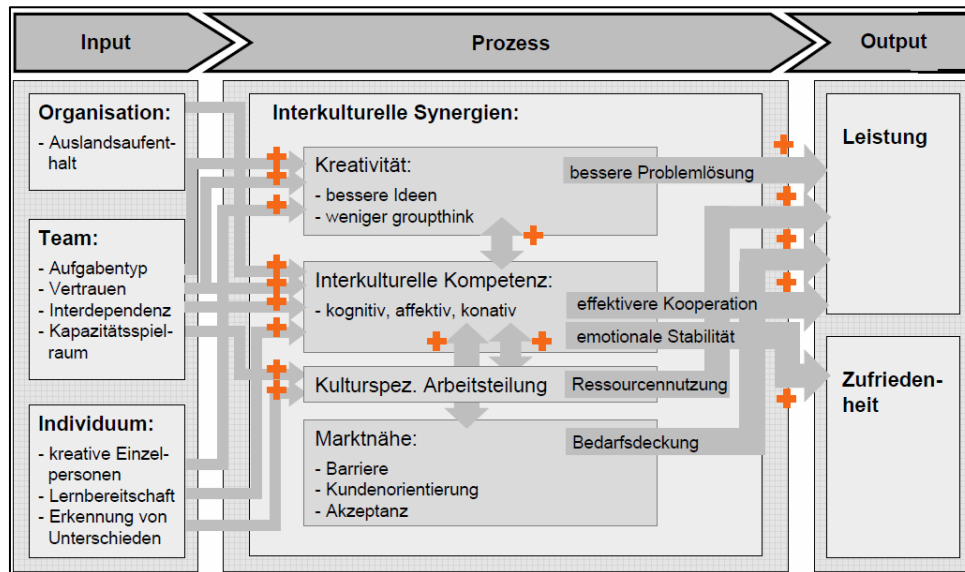 Input
Prozess
Output
Organisation:
- Auslandsaufent-
halt
Team:
- Aufgabentyp
- Vertrauen
- Interdependenz
- Kapazitätsspiel-
raum
Individuum:
- kreative Einzel-
personen
- Lernbereitschaft
- Erkennung von
Unterschieden
Interkulturelle Synergien:
Kreativität:
- bessere Ideen
- weniger groupthink
bessere Problemlösung
Interkulturelle Kompetenz:
- kognitiv, affektiv, konativ
effektivere Kooperation
emotionale Stabilität
Kulturspez. Arbeitsteilung
Ressourcennutzung
Marktnähe:
- Barriere
- Kundenorientierung
- Akzeptanz
Bedarfsdeckung
Leistung
Zufrieden-
heit